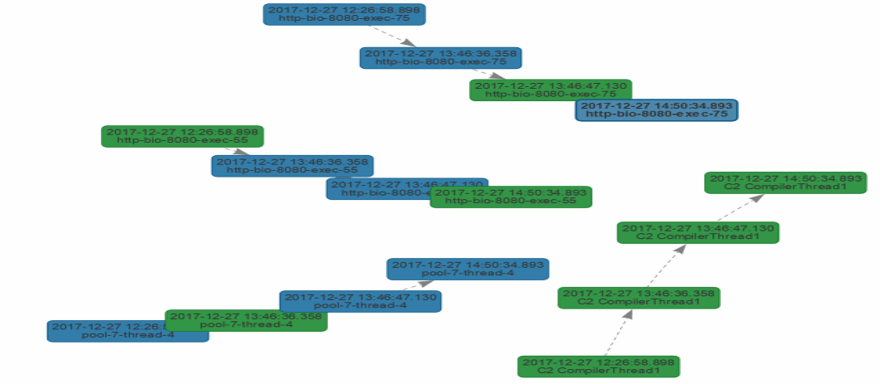 2017-12-27 12:26:58.898
http-bio-8080-exec-75
2017-12-27 13:46:36.358
http-bio-8080-exec-75
2017-12-27 13:46:47.130
http-bio-8080-exec-75
2017-12-27 14:50:34.893
http-bio-8080-exec-75
2017-12-27 12:26:58.898
http-bio-8080-exec-55
2017-12-27 13:46:36.358
http-bio-8080-exec-55
2017-12-27 13:46:47.130
http-bio-8080-e
2017-12-27 14:50:34.893
http-bio-8080-exec-55
2017-12-27 14:50:34.893
C2 CompilerThread1
2017-12-27 13:46:47.130
C2 CompilerThread1
2017-12-27 13:46:36.358
C2 CompilerThread1
2017-12-27 12:26:58.898
C2 CompilerThread1
2017-12-27 14:50:34.893
pool-7-thread-4
2017-12-27 13:46:47.130
pool-7-thread-4
2017-12-27 13:46:36.358
pool-7-thread-4
2017-12-27 12:26:
pool-7-thread-4